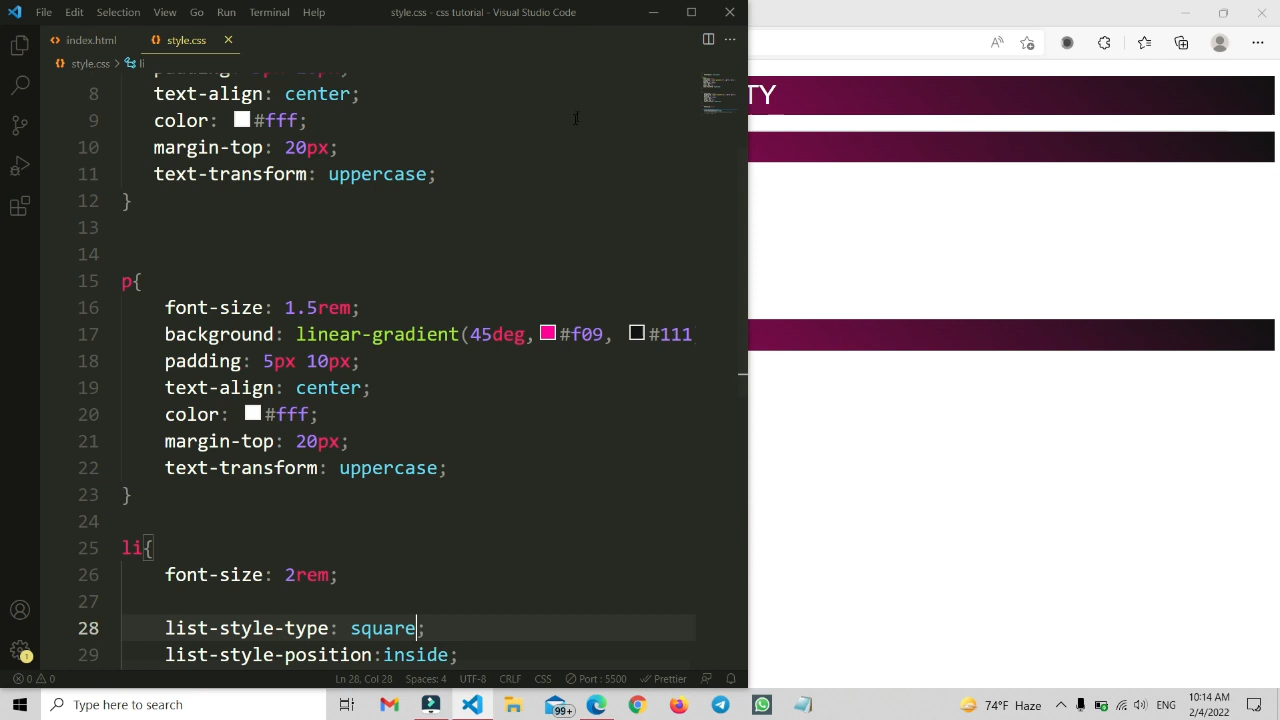 File Edit Selection View Go Run Terminal Help style.css - css tutorial - Visual Studio Code
index.html style.css
style.css > li
8 text-align: center;
9 color: #fff;
10 margin-top: 20px;
11 text-transform: uppercase;
12 }
13
14
15 p{
16 font-size: 1.5rem;
17 background: linear-gradient(45deg, #f09, #111
18 padding: 5px 10px;
19 text-align: center;
20 color: #fff;
21 margin-top: 20px;
22 text-transform: uppercase;
23 }
24
25 li{
26 font-size: 2rem;
27
28 list-style-type: square;
29 list-style-position:inside;
0 0 Ln 28, Col 28 Spaces: 4 UTF-8 CRLF CSS Port : 5500 Prettier
1
TY
Type here to search
99+
74°F Haze
10:14 AM
2/4/2022